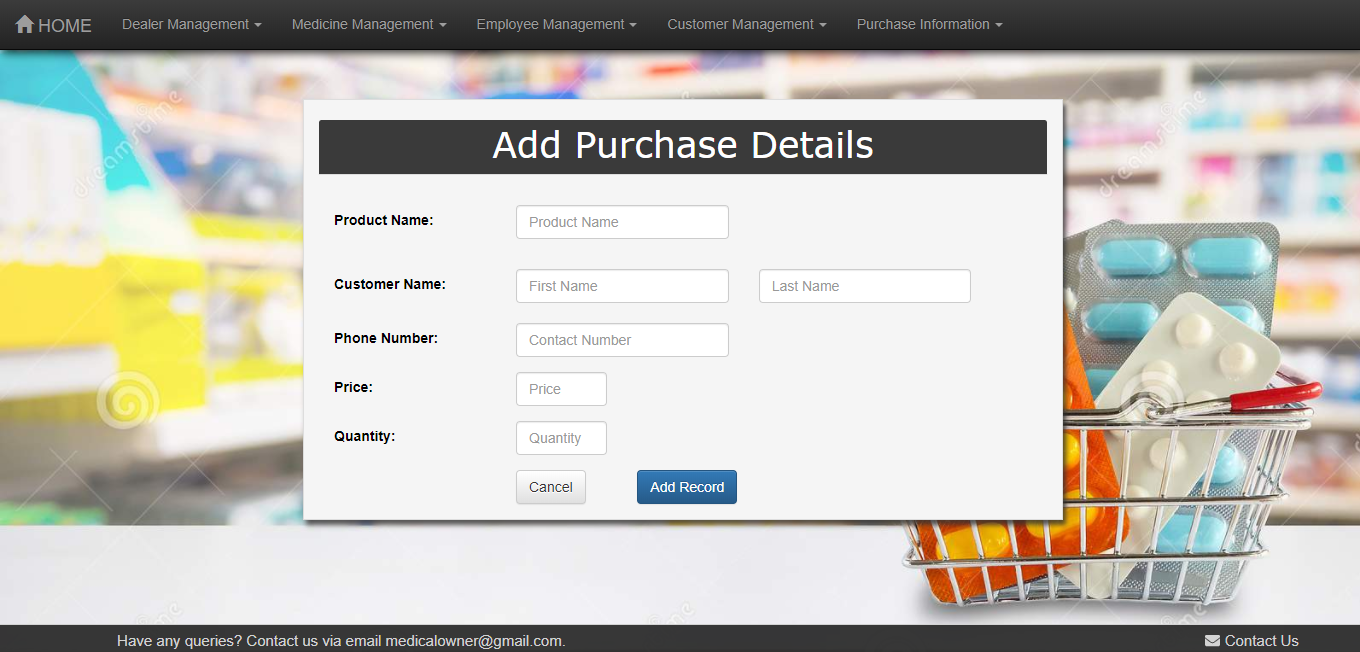 HOME Dealer Management Medicine Management Employee Management Customer Management Purchase Information
dreamstime
dreamstime
Add Purchase Details
Product Name: Product Name
Customer Name: First Name Last Name
Phone Number: Contact Number
Price: Price
Quantity: Quantity
Cancel Add Record
Have any queries? Contact us via email medicalowner@gmail.com. Contact Us